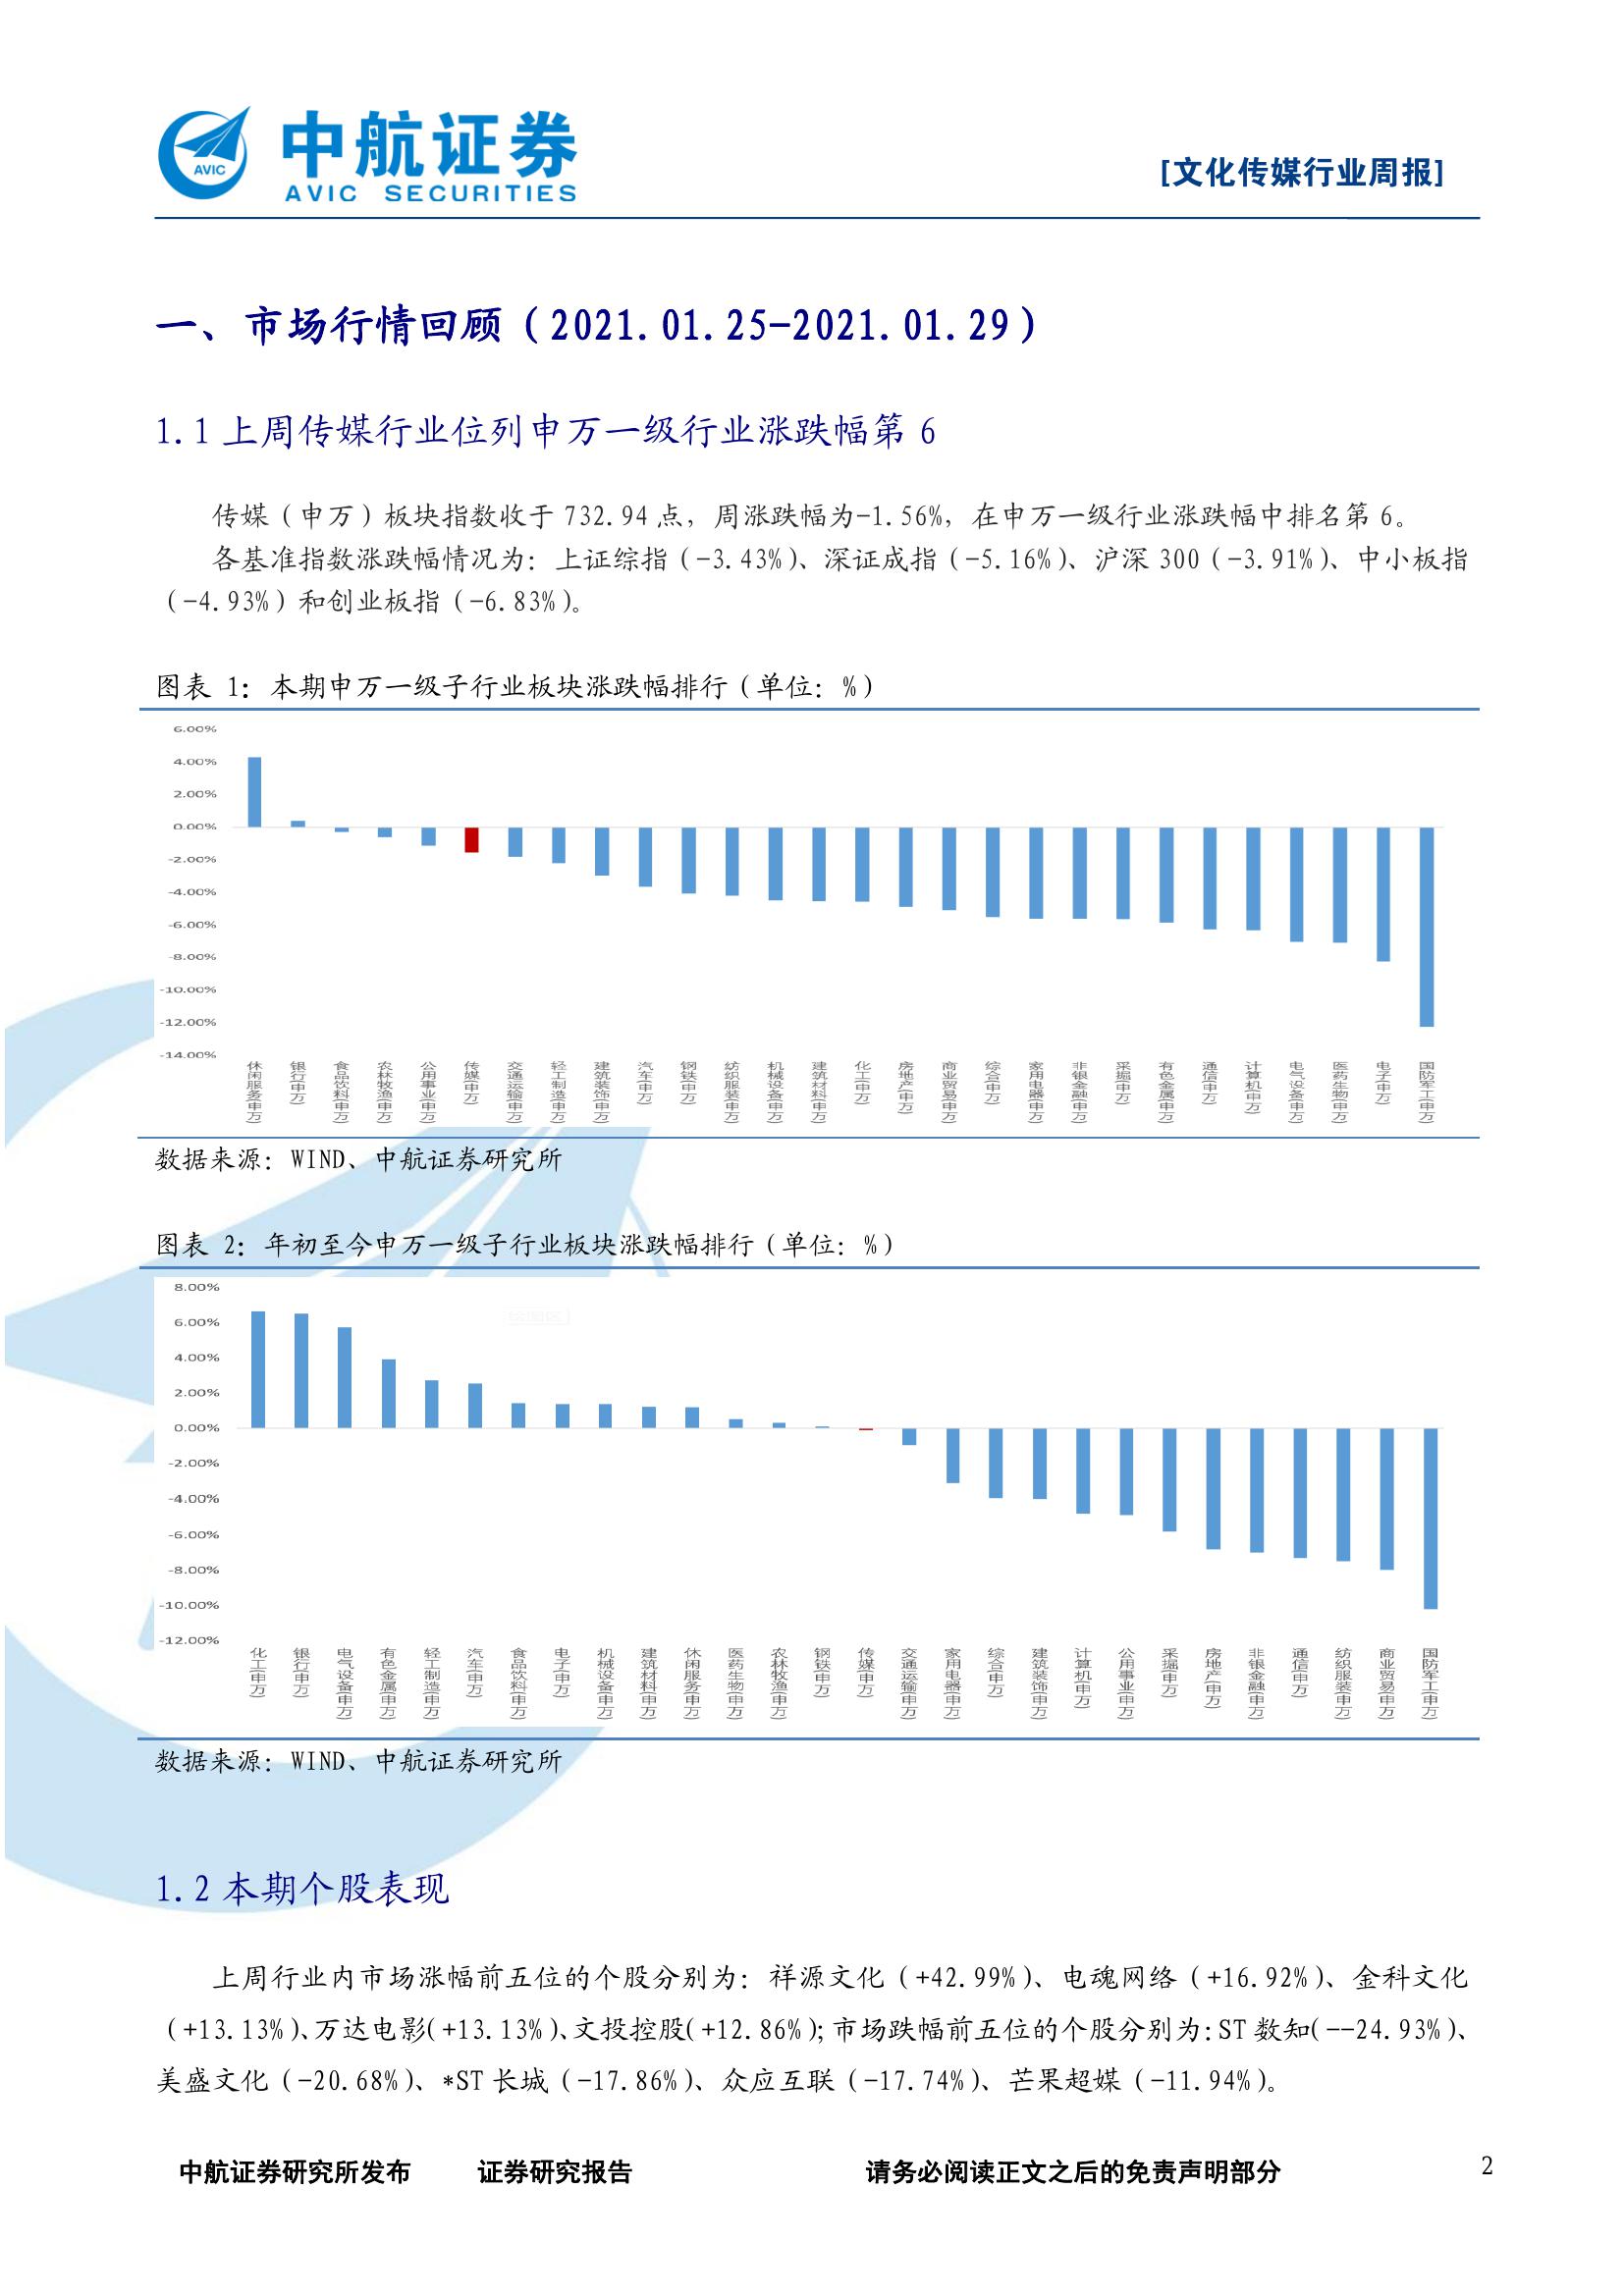 AVIC
中航证券
AVIC SECURITIES
[文化传媒行业周报]
一、市场行情回顾（2021.01.25-2021.01.29）
1.1 上周传媒行业位列申万一级行业涨跌幅第 6
传媒（申万）板块指数收于 732.94 点，周涨跌幅为-1.56%，在申万一级行业涨跌幅中排名第 6。
各基准指数涨跌幅情况为：上证综指（-3.43%）、深证成指（-5.16%）、沪深 300（-3.91%）、中小板指
（-4.93%）和创业板指（-6.83%）。
图表 1：本期申万一级子行业板块涨跌幅排行（单位：%）
6.00%
4.00%
2.00%
0.00%
-2.00%
-4.00%
-6.00%
-8.00%
-10.00%
-12.00%
-14.00%
休闲服务(申万)
银行(申万)
食品饮料(申万)
农林牧渔(申万)
公用事业(申万)
传媒(申万)
交通运输(申万)
轻工制造(申万)
建筑装饰(申万)
汽车(申万)
钢铁(申万)
纺织服装(申万)
机械设备(申万)
建筑材料(申万)
化工(申万)
房地产(申万)
商业贸易(申万)
综合(申万)
家用电器(申万)
非银金融(申万)
采掘(申万)
有色金属(申万)
通信(申万)
计算机(申万)
电气设备(申万)
医药生物(申万)
电子(申万)
国防军工(申万)
数据来源：WIND、中航证券研究所
图表 2：年初至今申万一级子行业板块涨跌幅排行（单位：%）
8.00%
6.00%
4.00%
2.00%
0.00%
-2.00%
-4.00%
-6.00%
-8.00%
-10.00%
-12.00%
化工(申万)
银行(申万)
电气设备(申万)
有色金属(申万)
轻工制造(申万)
汽车(申万)
食品饮料(申万)
电子(申万)
机械设备(申万)
建筑材料(申万)
休闲服务(申万)
医药生物(申万)
农林牧渔(申万)
钢铁(申万)
传媒(申万)
交通运输(申万)
家用电器(申万)
综合(申万)
建筑装饰(申万)
计算机(申万)
公用事业(申万)
采掘(申万)
房地产(申万)
非银金融(申万)
通信(申万)
纺织服装(申万)
商业贸易(申万)
国防军工(申万)
数据来源：WIND、中航证券研究所
1.2 本期个股表现
上周行业内市场涨幅前五位的个股分别为：祥源文化（+42.99%）、电魂网络（+16.92%）、金科文化
（+13.13%）、万达电影（+13.13%）、文投控股（+12.86%）；市场跌幅前五位的个股分别为：ST 数知（--24.93%）、
美盛文化（-20.68%）、*ST 长城（-17.86%）、众应互联（-17.74%）、芒果超媒（-11.94%）。
中航证券研究所发布 证券研究报告 请务必阅读正文之后的免责声明部分 2